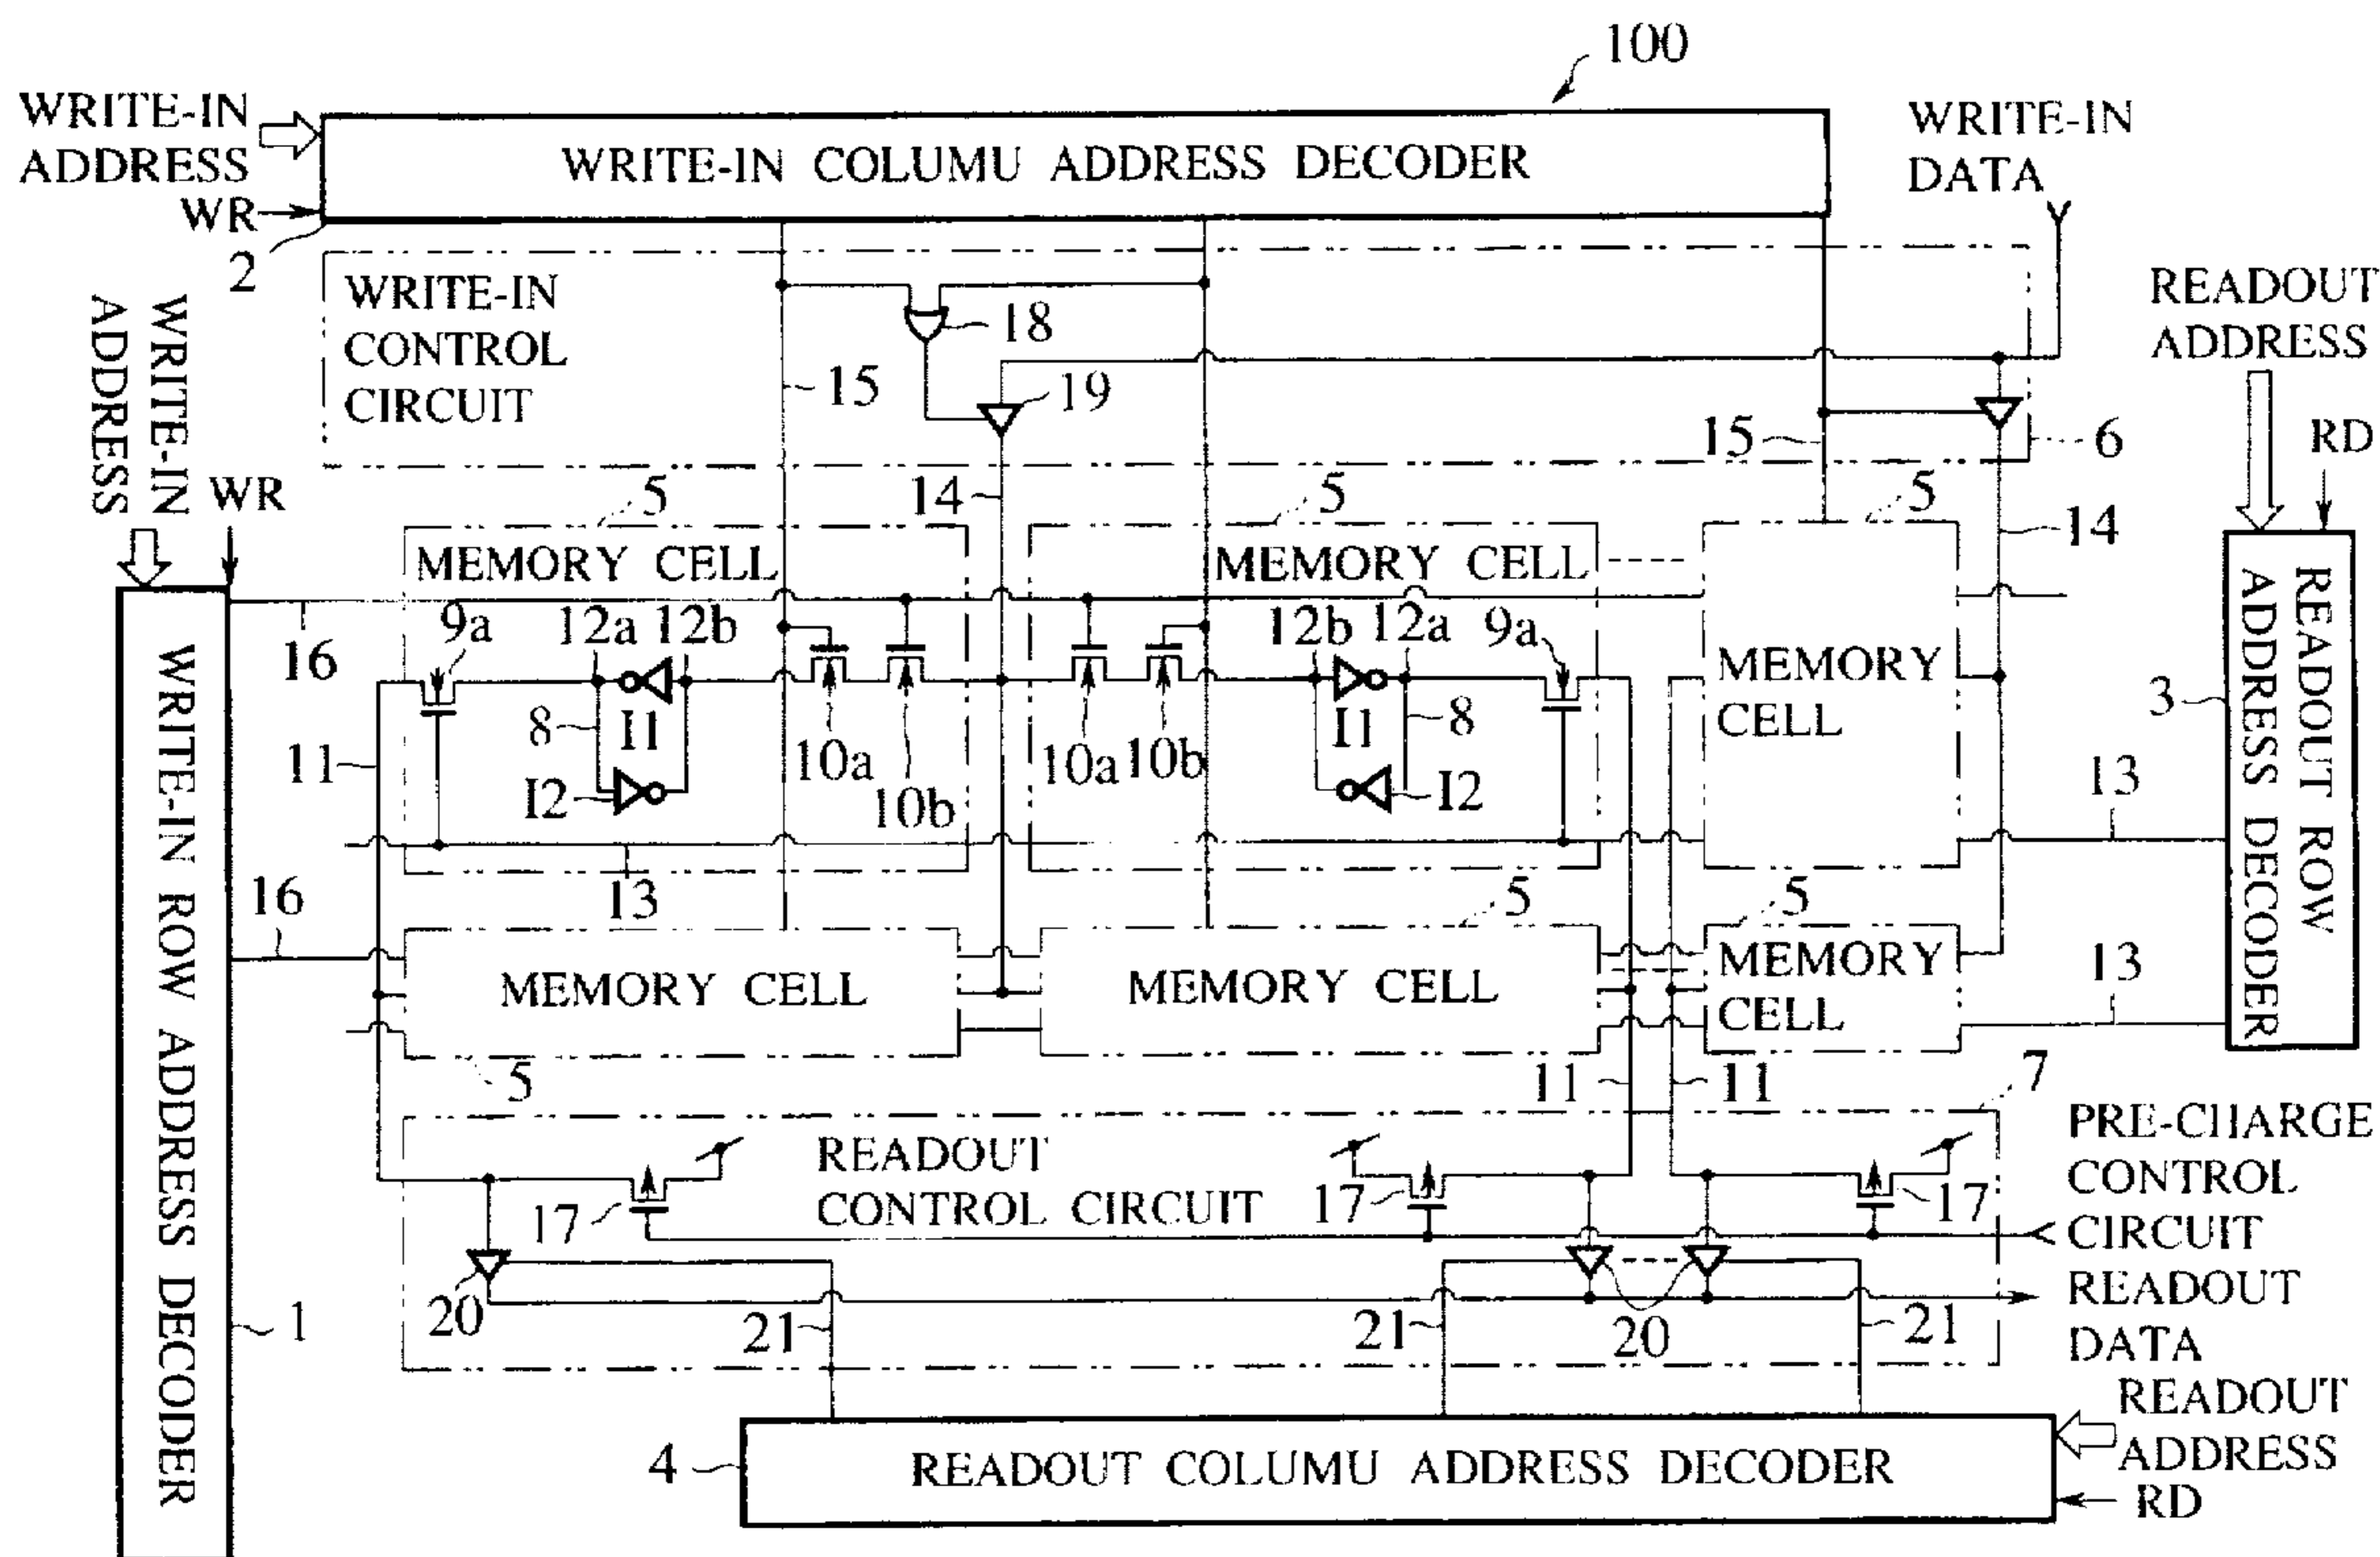 100
WRITE-IN
ADDRESS
WR
2
WRITE-IN COLUMU ADDRESS DECODER
WRITE-IN
DATA
WRITE-IN
CONTROL
CIRCUIT
18
19
15
15
6
READOUT
ADDRESS
RD
WRITE-IN
ADDRESS
WR
14
14
5
5
5
MEMORY CELL
MEMORY CELL
MEMORY
CELL
16
9a
12a
12b
12b
12a
9a
8
I1
I1
8
11
10a
10b
10a
10b
I2
I2
3
READOUT ROW
ADDRESS DECODER
13
13
16
5
5
MEMORY CELL
MEMORY CELL
MEMORY
CELL
13
5
11
11
7
WRITE-IN ROW ADDRESS DECODER
1
READOUT
CONTROL CIRCUIT
17
17
17
PRE-CHARGE
CONTROL
CIRCUIT
20
21
21
20
21
READOUT
DATA
4
READOUT COLUMU ADDRESS DECODER
READOUT
ADDRESS
RD